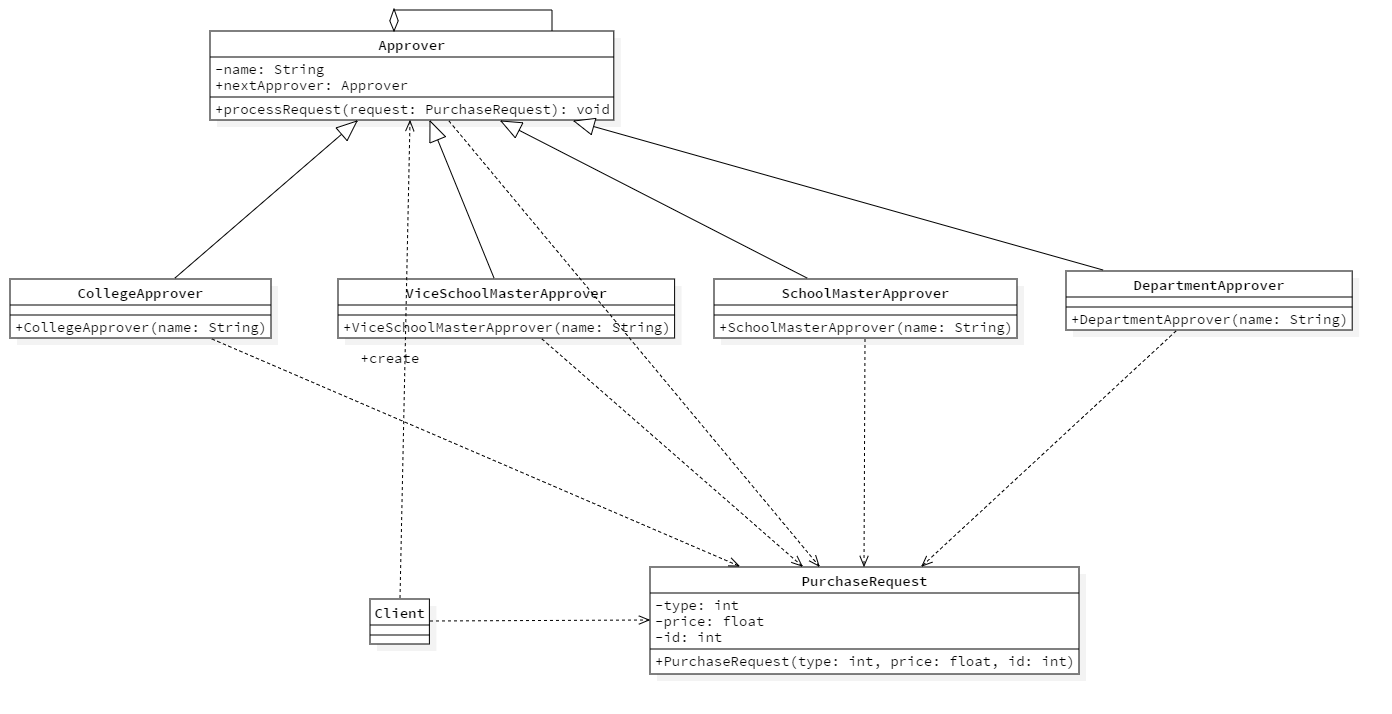 Approver
-name: String
+nextApprover: Approver
+processRequest(request: PurchaseRequest): void
CollegeApprover
+CollegeApprover(name: String)
ViceSchoolMasterApprover
+ViceSchoolMasterApprover(name: String)
SchoolMasterApprover
+SchoolMasterApprover(name: String)
DepartmentApprover
+DepartmentApprover(name: String)
+create
Client
PurchaseRequest
-type: int
-price: float
-id: int
+PurchaseRequest(type: int, price: float, id: int)